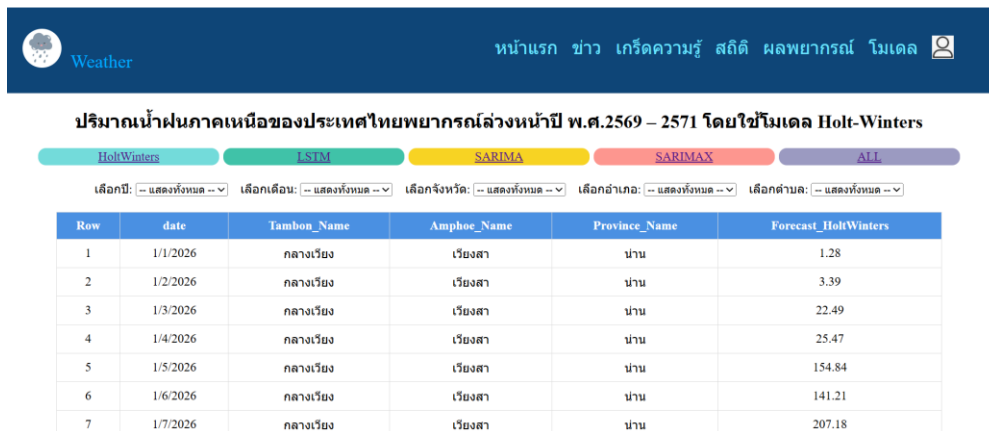 Weather
หน้าแรก ข่าว เกร็ดความรู้ สถิติ ผลพยากรณ์ โมเดล
ปริมาณน้ำฝนภาคเหนือของประเทศไทยพยากรณ์ล่วงหน้าปี พ.ศ.2569 – 2571 โดยใช้โมเดล Holt-Winters
HoltWinters LSTM SARIMA SARIMAX ALL
เลือกปี: -- แสดงทั้งหมด -- เลือกเดือน: -- แสดงทั้งหมด -- เลือกจังหวัด: -- แสดงทั้งหมด -- เลือกอำเภอ: -- แสดงทั้งหมด -- เลือกตำบล: -- แสดงทั้งหมด --
Row date Tambon_Name Amphoe_Name Province_Name Forecast_HoltWinters
1 1/1/2026 กลางเวียง เวียงสา น่าน 1.28
2 1/2/2026 กลางเวียง เวียงสา น่าน 3.39
3 1/3/2026 กลางเวียง เวียงสา น่าน 22.49
4 1/4/2026 กลางเวียง เวียงสา น่าน 25.47
5 1/5/2026 กลางเวียง เวียงสา น่าน 154.84
6 1/6/2026 กลางเวียง เวียงสา น่าน 141.21
7 1/7/2026 กลางเวียง เวียงสา น่าน 207.18